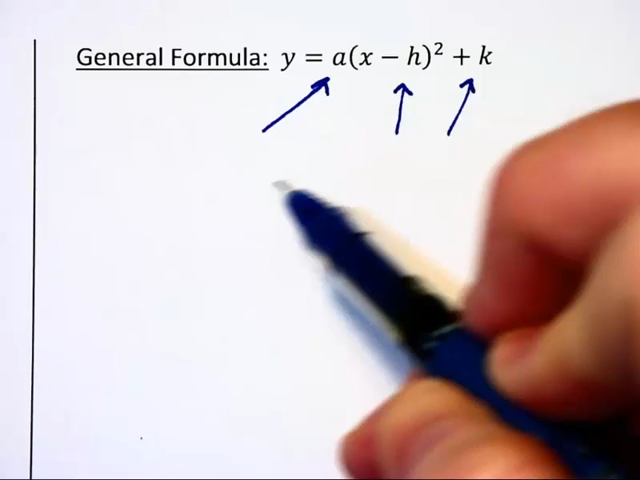 General Formula: y = a(x − h)² + k